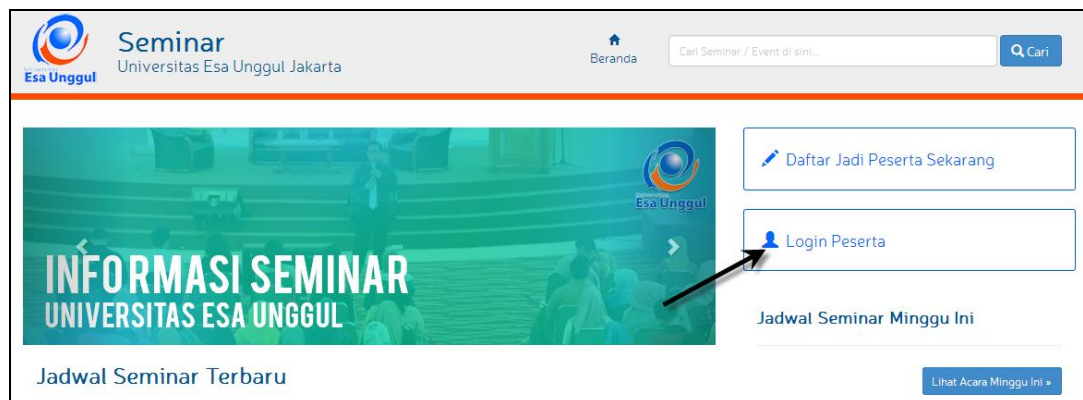 Esa Unggul
Seminar
Universitas Esa Unggul Jakarta
Beranda
Cari Seminar / Event di sini...
Cari
Esa Unggul
INFORMASI SEMINAR
UNIVERSITAS ESA UNGGUL
Daftar Jadi Peserta Sekarang
Login Peserta
Jadwal Seminar Minggu Ini
Jadwal Seminar Terbaru
Lihat Acara Minggu Ini »